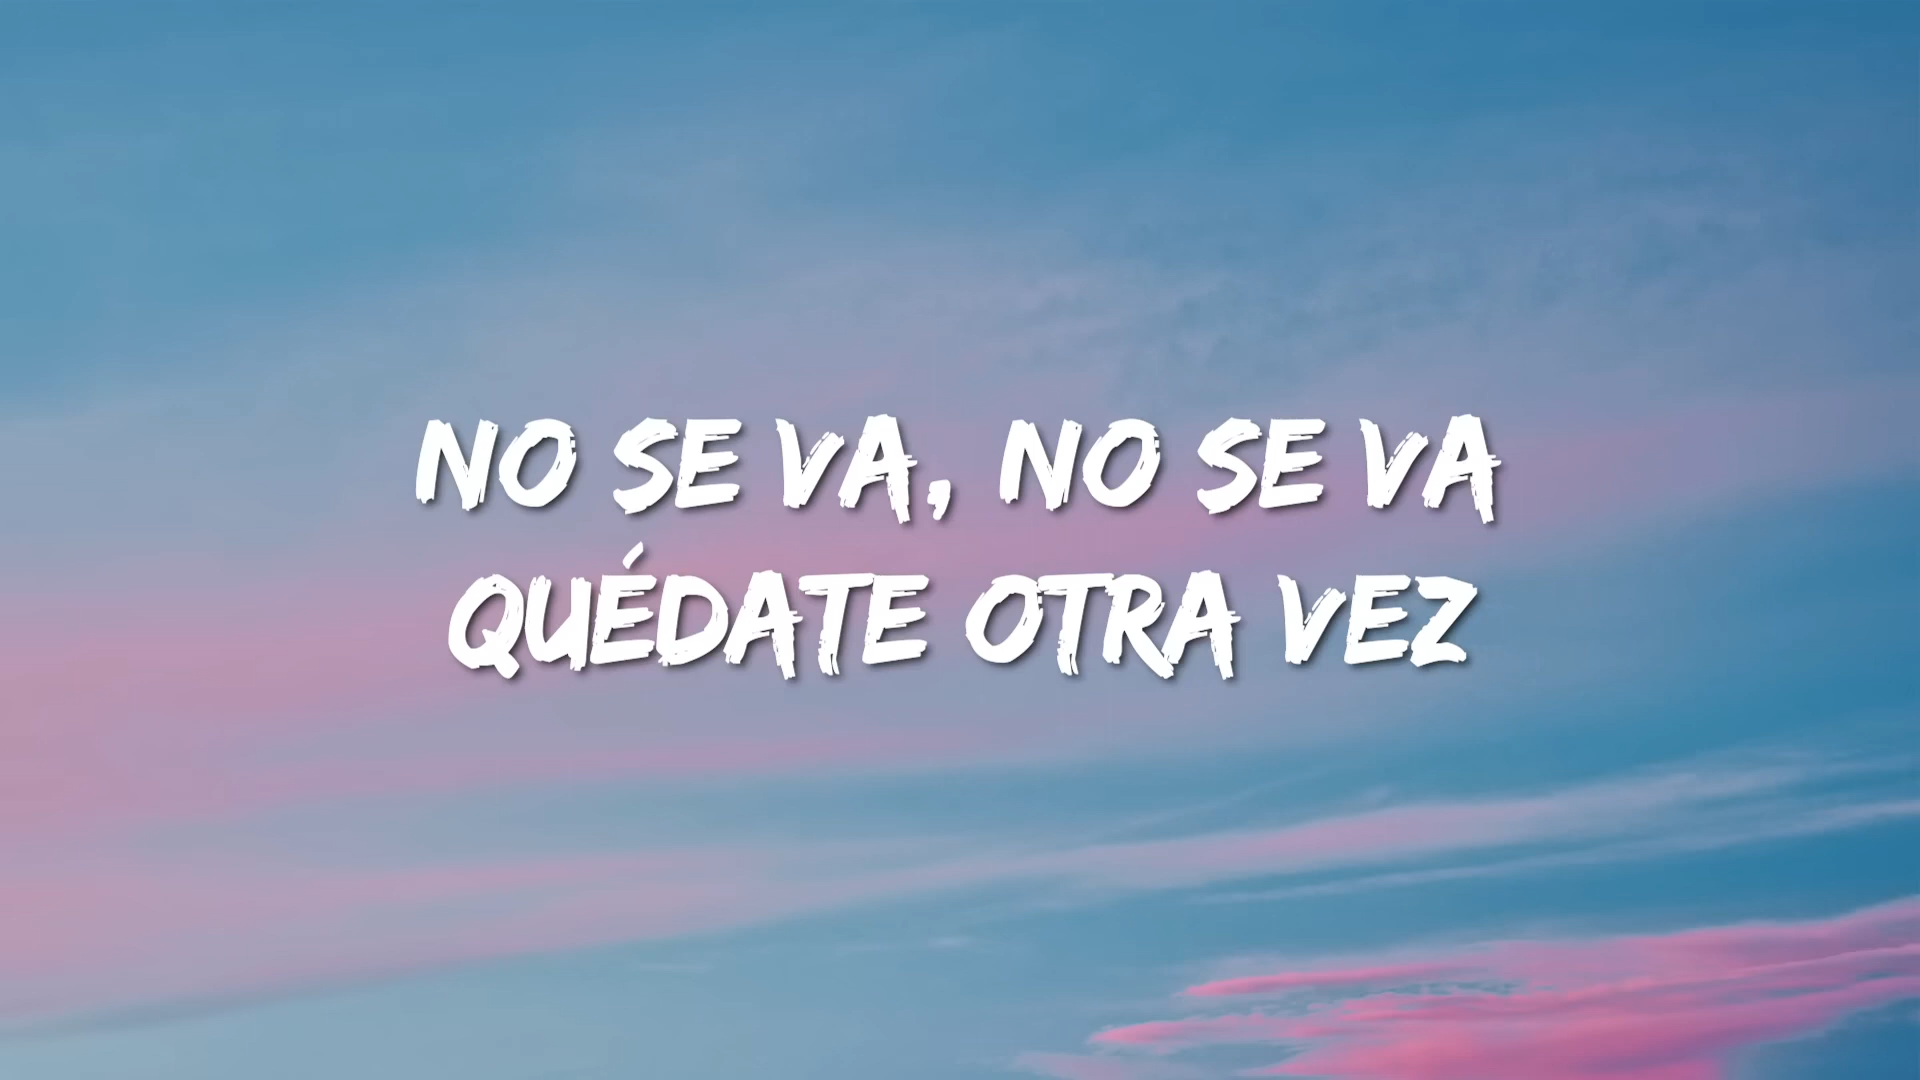 NO SE VA, NO SE VA
QUÉDATE OTRA VEZ